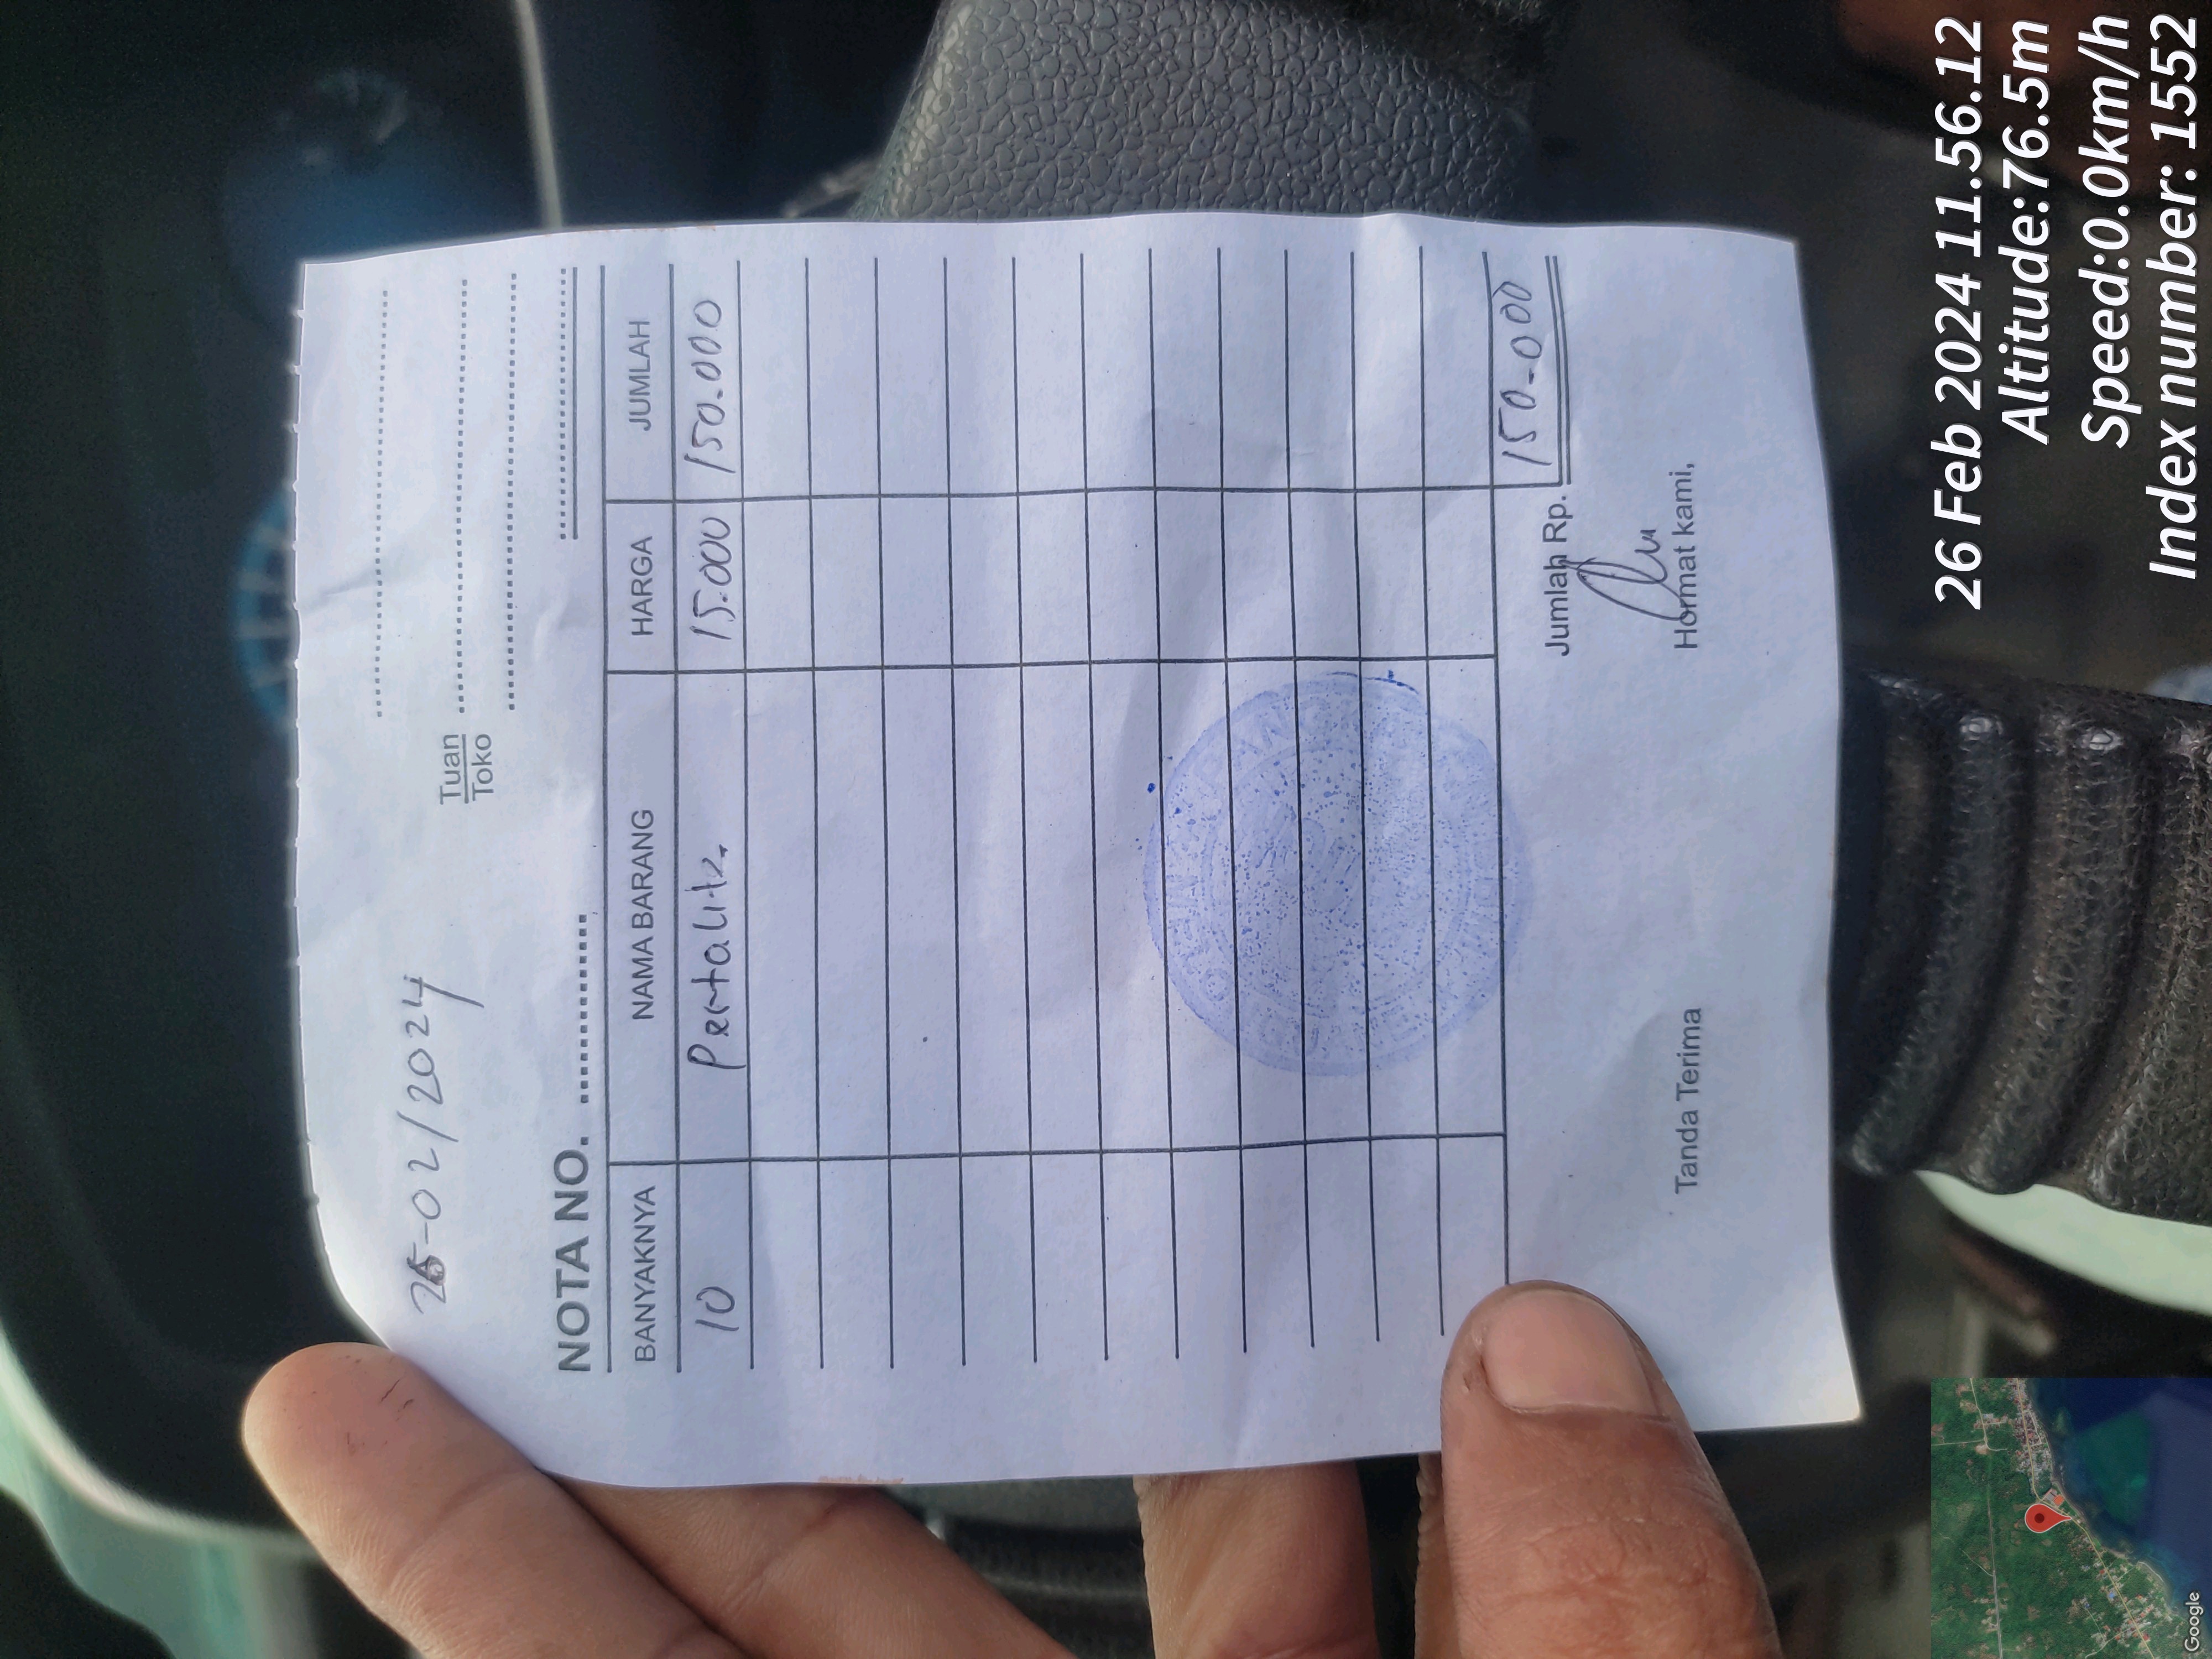 26-02/2024
Tuan
Toko
NOTA NO.
BANYAKNYA NAMA BARANG HARGA JUMLAH
10 Pertalite 15.000 150.000
Jumlah Rp. 150.000
Tanda Terima Hormat kami,
26 Feb 2024 11.56.12
Altitude:76.5m
Speed:0.0km/h
Index number: 1552
Google